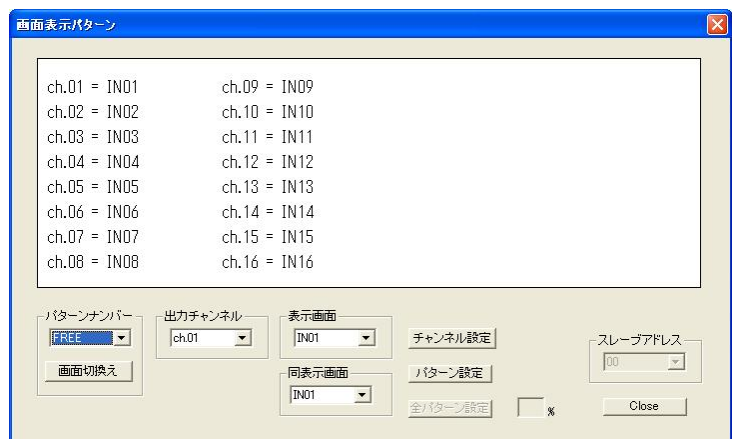 画面表示パターン
ch.01 = IN01 ch.09 = IN09
ch.02 = IN02 ch.10 = IN10
ch.03 = IN03 ch.11 = IN11
ch.04 = IN04 ch.12 = IN12
ch.05 = IN05 ch.13 = IN13
ch.06 = IN06 ch.14 = IN14
ch.07 = IN07 ch.15 = IN15
ch.08 = IN08 ch.16 = IN16
パターンナンバー 出力チャンネル 表示画面
FREE ch.01 IN01 チャンネル設定 スレーブアドレス
00
画面切換え 同表示画面 パターン設定
IN01 全パターン設定 % Close